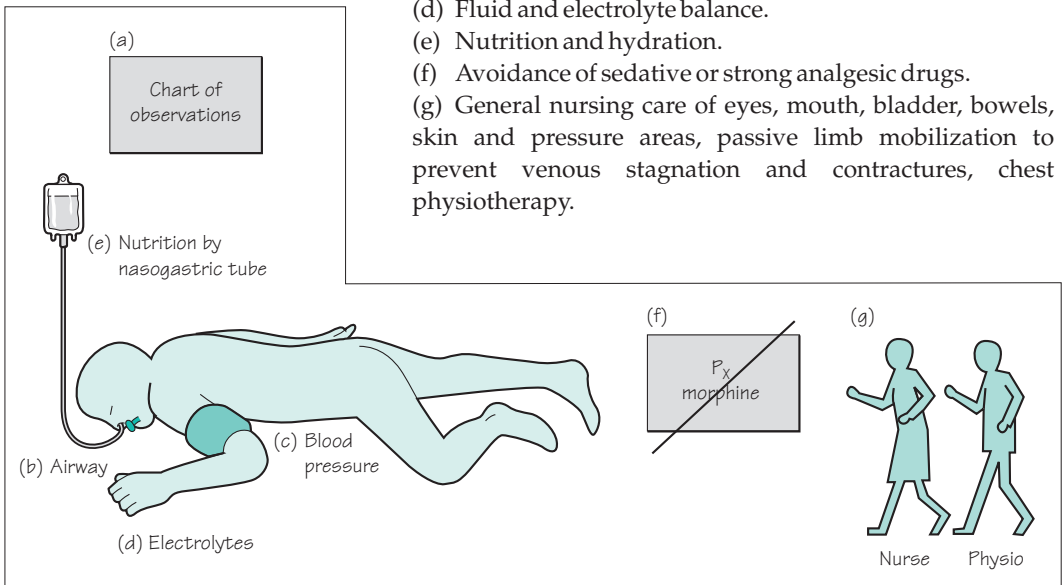 (d) Fluid and electrolyte balance.
(e) Nutrition and hydration.
(f) Avoidance of sedative or strong analgesic drugs.
(g) General nursing care of eyes, mouth, bladder, bowels,
skin and pressure areas, passive limb mobilization to
prevent venous stagnation and contractures, chest
physiotherapy.
(a)
Chart of
observations
(e) Nutrition by
nasogastric tube
(b) Airway
(c) Blood
pressure
(d) Electrolytes
(f)
Px
morphine
(g)
Nurse
Physio